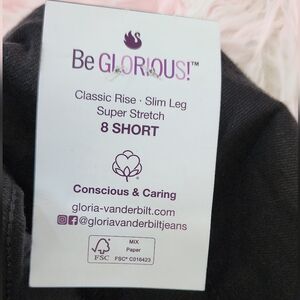 Be GLORIOUS!™
Classic Rise · Slim Leg
Super Stretch
8 SHORT
Conscious & Caring
gloria-vanderbilt.com
@gloriavanderbiltjeans
FSC
MIX
Paper
FSC® C016423